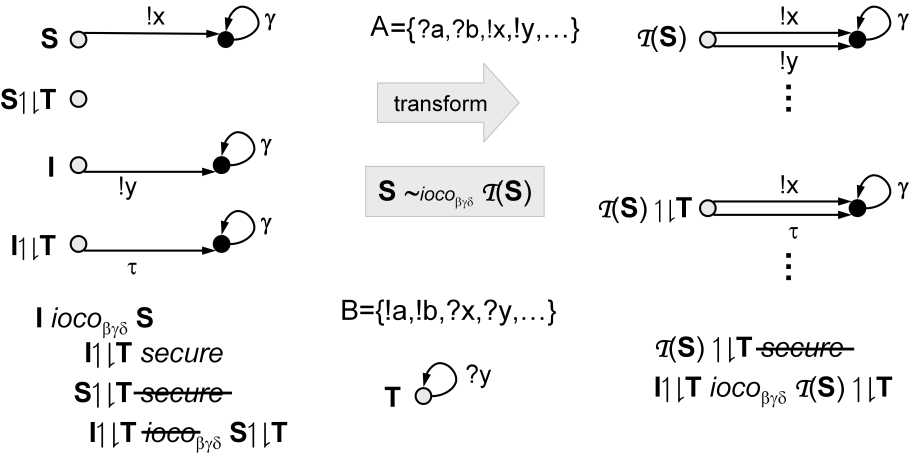 !x
S γ
A={?a,?b,!x,!y,...}
!x
𝒯(S) γ
!y
⋮
S↿⇂T
transform
I γ
!y
S ~ioco_βγδ 𝒯(S)
!x
𝒯(S)↿⇂T γ
τ
⋮
I↿⇂T γ
τ
I ioco_βγδ S
I↿⇂T secure
S↿⇂T secure
I↿⇂T ioco_βγδ S↿⇂T
B={!a,!b,?x,?y,...}
?y
T
𝒯(S)↿⇂T secure
I↿⇂T ioco_βγδ 𝒯(S)↿⇂T